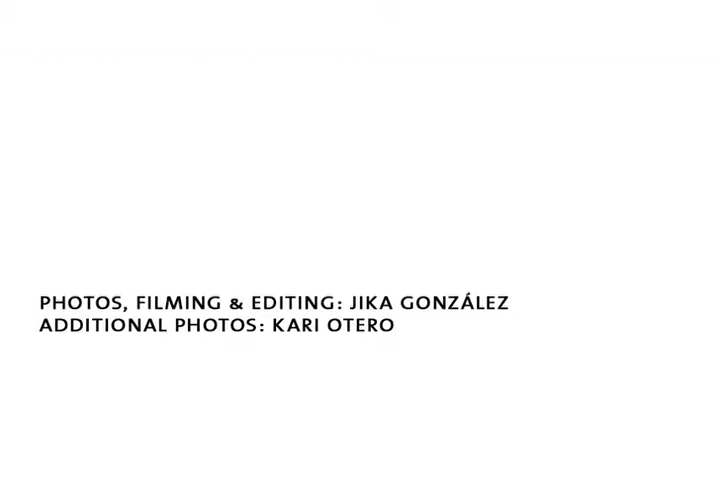 PHOTOS, FILMING & EDITING: JIKA GONZÁLEZ
ADDITIONAL PHOTOS: KARI OTERO